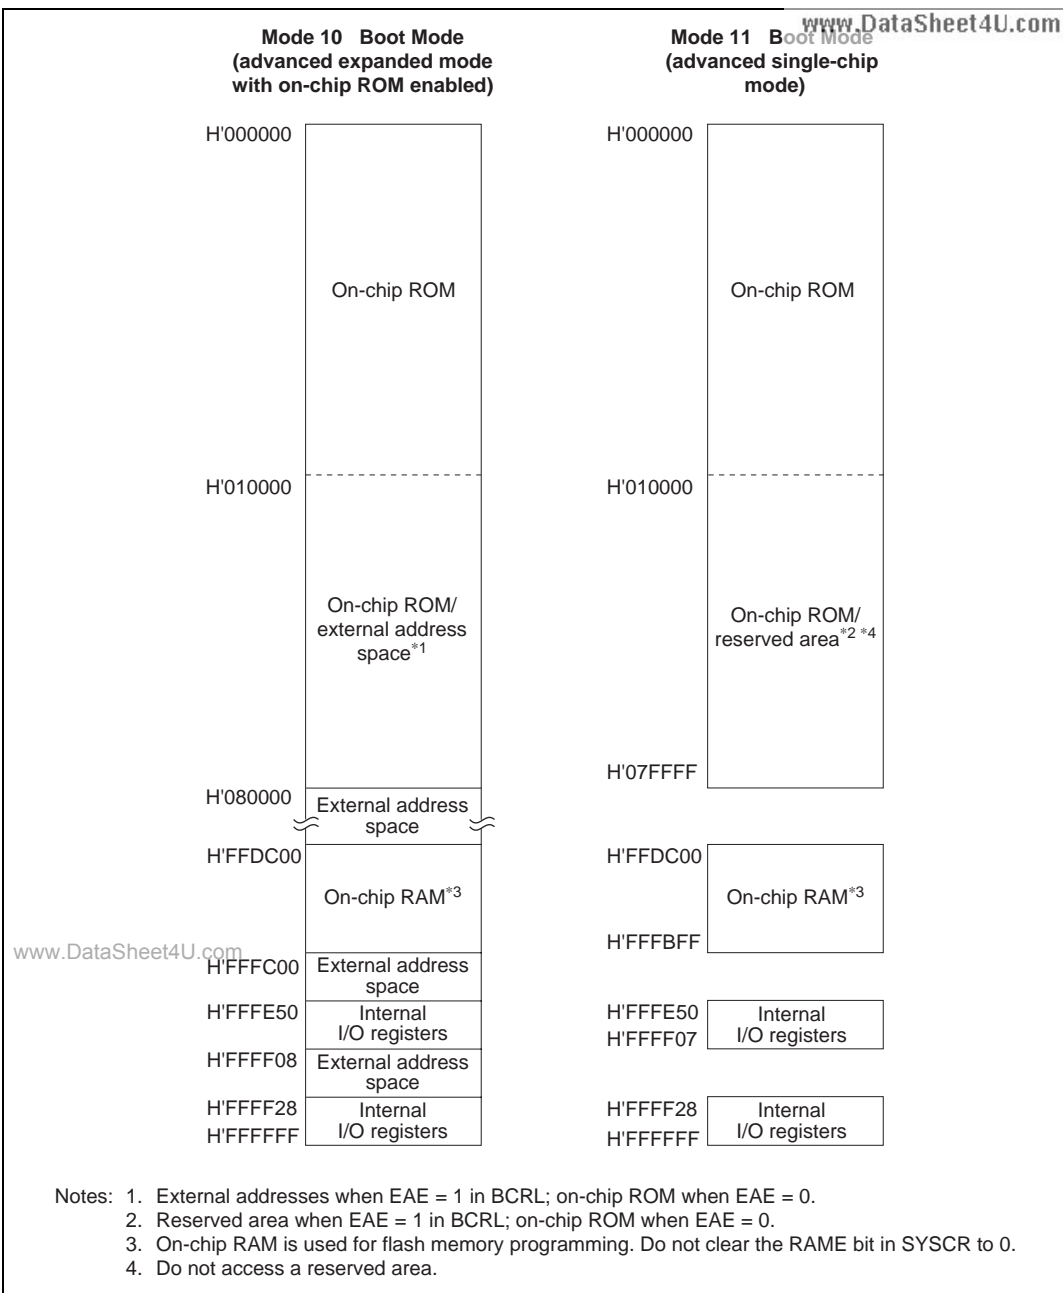 www.DataSheet4U.com
Mode 10 Boot Mode
(advanced expanded mode
with on-chip ROM enabled)
Mode 11 Boot Mode
(advanced single-chip
mode)
H'000000
On-chip ROM
H'010000
On-chip ROM/
external address
space*1
H'080000
External address
space
H'FFDC00
On-chip RAM*3
www.DataSheet4U.com
H'FFFC00
External address
space
H'FFFE50
Internal
I/O registers
H'FFFF08
External address
space
H'FFFF28
Internal
I/O registers
H'FFFFFF
H'000000
On-chip ROM
H'010000
On-chip ROM/
reserved area*2 *4
H'07FFFF
H'FFDC00
On-chip RAM*3
H'FFFBFF
H'FFFE50
Internal
I/O registers
H'FFFF07
H'FFFF28
Internal
I/O registers
H'FFFFFF
Notes: 1. External addresses when EAE = 1 in BCRL; on-chip ROM when EAE = 0.
2. Reserved area when EAE = 1 in BCRL; on-chip ROM when EAE = 0.
3. On-chip RAM is used for flash memory programming. Do not clear the RAME bit in SYSCR to 0.
4. Do not access a reserved area.